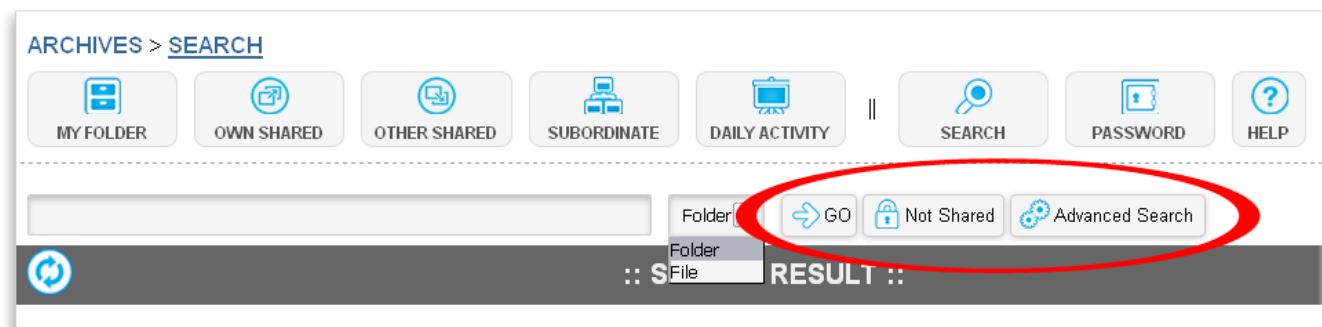 ARCHIVES > SEARCH
MY FOLDER OWN SHARED OTHER SHARED SUBORDINATE DAILY ACTIVITY || SEARCH PASSWORD HELP
Folder GO Not Shared Advanced Search
Folder
File
:: S RESULT ::